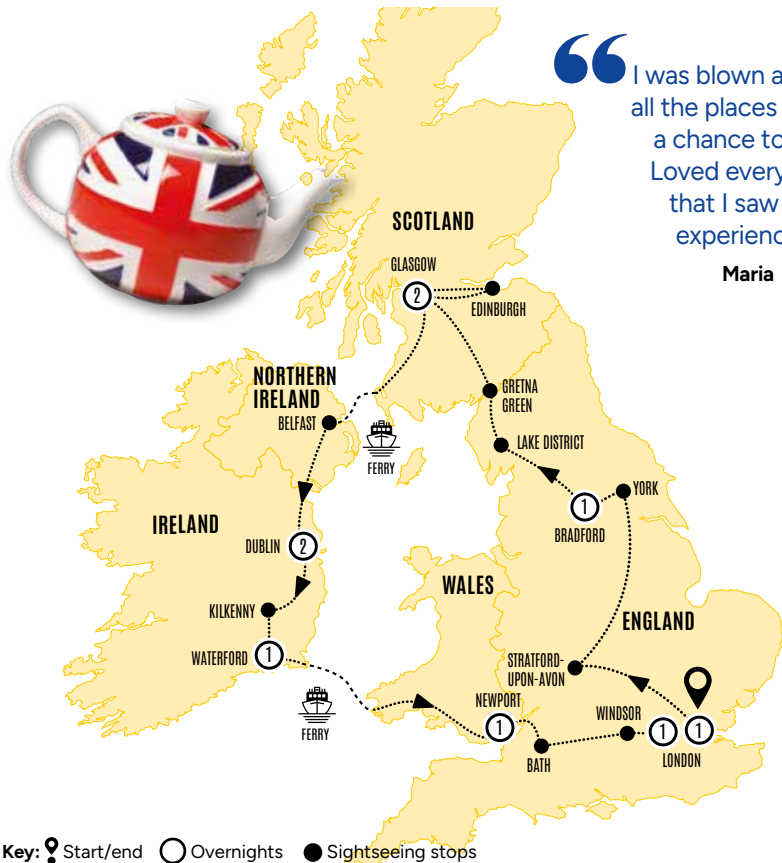 “ I was blown a
all the places
a chance to
Loved every
that I saw
experienc
Maria
SCOTLAND
GLASGOW
2
EDINBURGH
NORTHERN
IRELAND
BELFAST
FERRY
GRETNA
GREEN
LAKE DISTRICT
YORK
1
BRADFORD
IRELAND
DUBLIN
2
KILKENNY
WATERFORD
1
FERRY
WALES
ENGLAND
STRATFORD-
UPON-AVON
NEWPORT
1
BATH
WINDSOR
1
1
LONDON
Key: Start/end Overnights Sightseeing stops